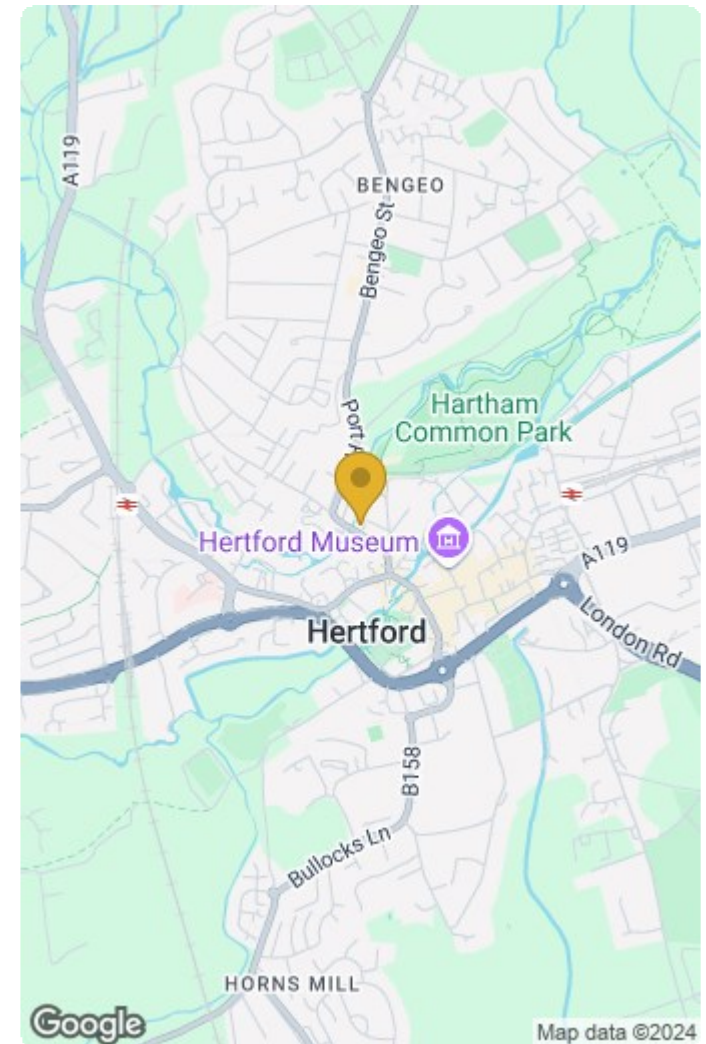 A119
BENGEO
Bengeo St
Hartham
Common Park
Hertford Museum
A119
Hertford
London Rd
B158
Bullocks Ln
HORNS MILL
Google
Map data ©2024